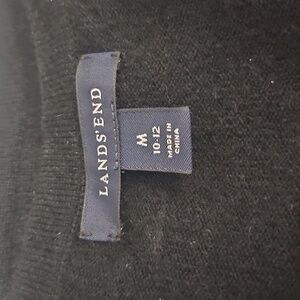 LANDS' END
M
10-12
MADE IN
CHINA